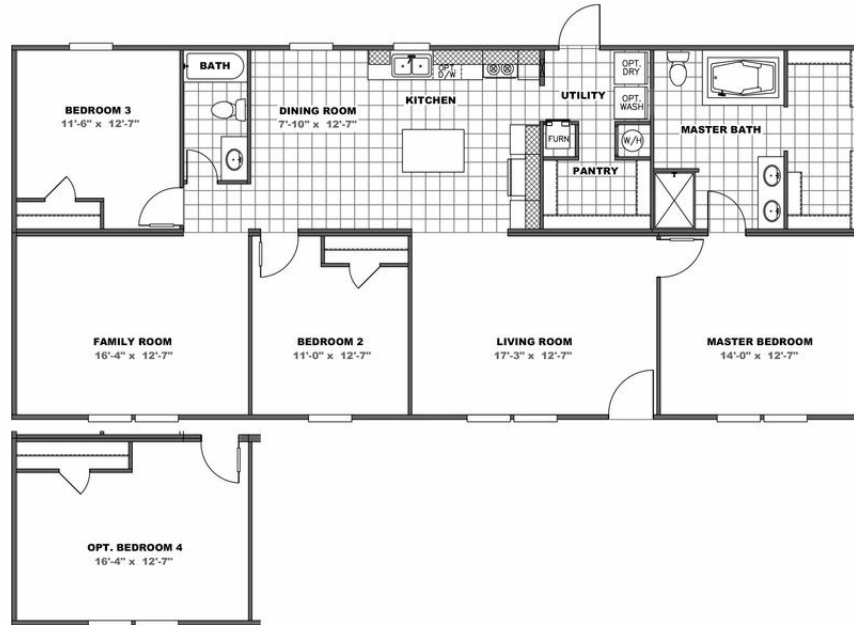 BATH
BEDROOM 3
11'-6" x 12'-7"
DINING ROOM
7'-10" x 12'-7"
OPT.
D/W
KITCHEN
UTILITY
OPT.
DRY
OPT.
WASH
FURN
W/H
PANTRY
MASTER BATH
FAMILY ROOM
16'-4" x 12'-7"
BEDROOM 2
11'-0" x 12'-7"
LIVING ROOM
17'-3" x 12'-7"
MASTER BEDROOM
14'-0" x 12'-7"
OPT. BEDROOM 4
16'-4" x 12'-7"